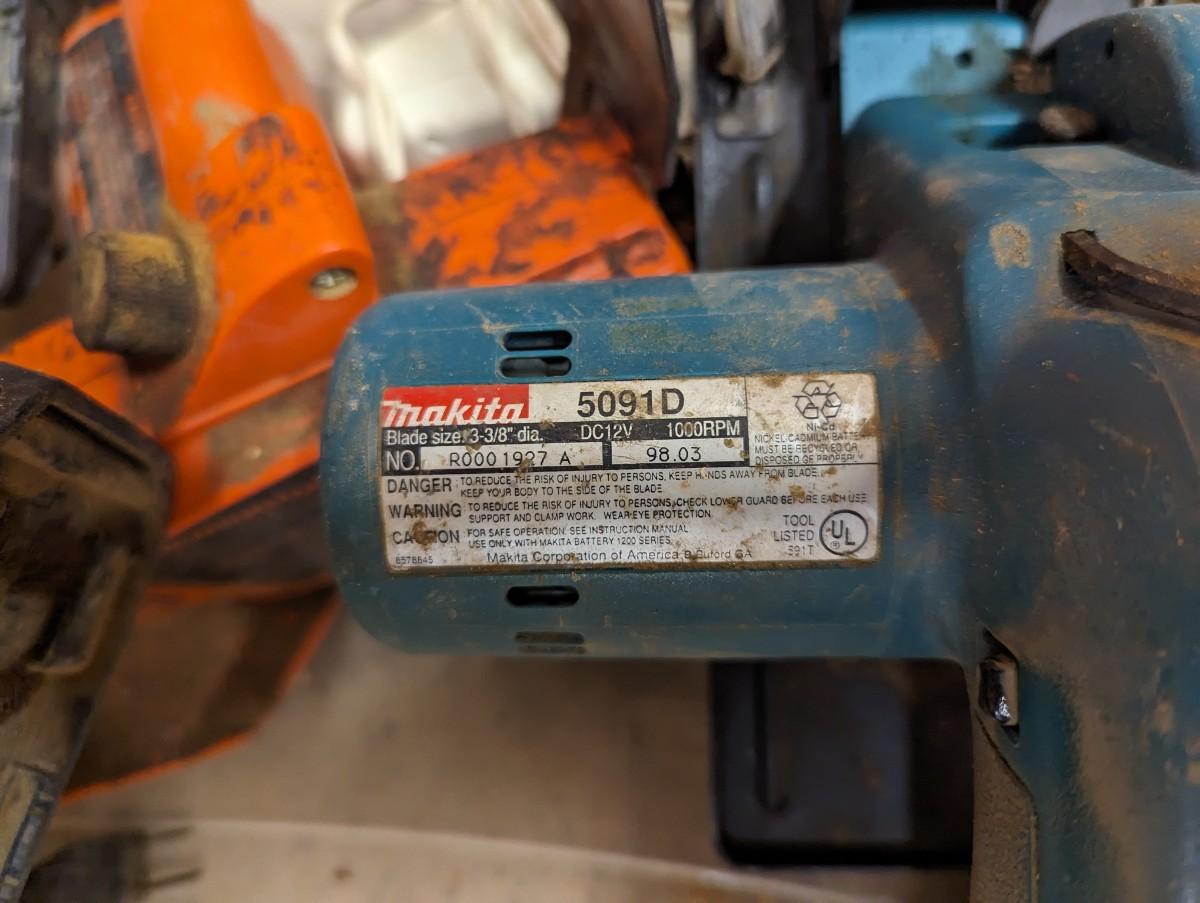 makita 5091D
Blade size: 3-3/8" dia. DC12V 1000RPM
NO. R0001927 A 98.03
Ni-Cd
NICKEL-CADMIUM BATTERY
MUST BE RECYCLED OR
DISPOSED OF PROPERLY
DANGER : TO REDUCE THE RISK OF INJURY TO PERSONS, KEEP HANDS AWAY FROM BLADE.
KEEP YOUR BODY TO THE SIDE OF THE BLADE.
WARNING : TO REDUCE THE RISK OF INJURY TO PERSONS, CHECK LOWER GUARD BEFORE EACH USE
SUPPORT AND CLAMP WORK. WEAR EYE PROTECTION.
CAUTION : FOR SAFE OPERATION, SEE INSTRUCTION MANUAL.
USE ONLY WITH MAKITA BATTERY 1200 SERIES.
TOOL
LISTED
591T
UL
®
6578645 Makita Corporation of America, Buford GA